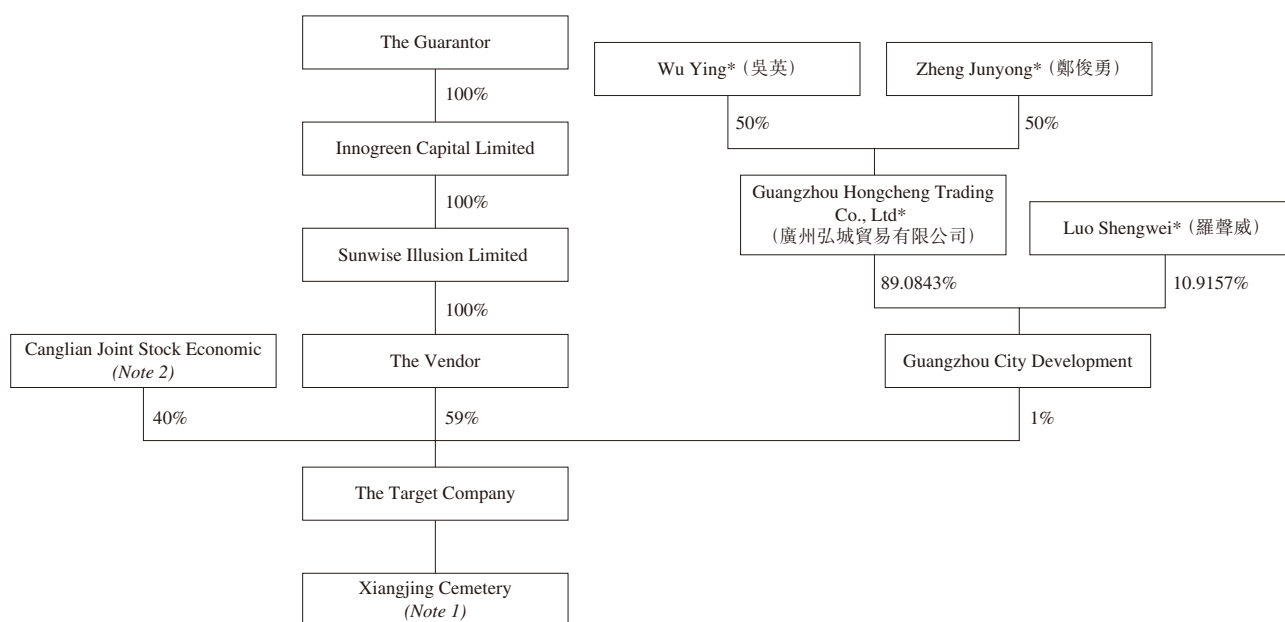 The Guarantor
Wu Ying* (吳英)
Zheng Junyong* (鄭俊勇)
100%
50%
50%
Innogreen Capital Limited
100%
Guangzhou Hongcheng Trading
Co., Ltd*
(廣州弘城貿易有限公司)
Luo Shengwei* (羅聲威)
Sunwise Illusion Limited
89.0843%
10.9157%
100%
Canglian Joint Stock Economic
(Note 2)
The Vendor
Guangzhou City Development
40%
59%
1%
The Target Company
Xiangjing Cemetery
(Note 1)